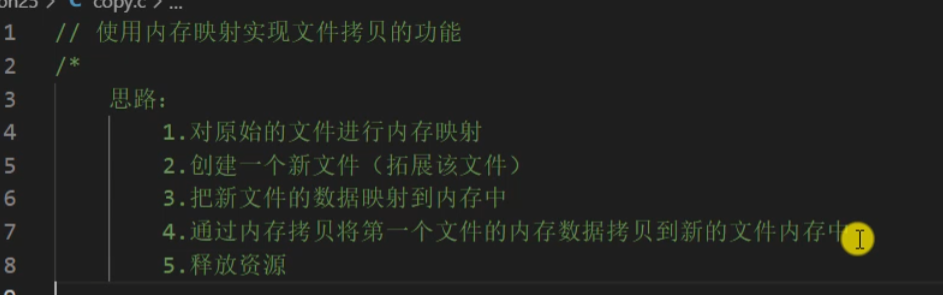 copy.c > ...
1 // 使用内存映射实现文件拷贝的功能
2 /*
3 思路:
4 1.对原始的文件进行内存映射
5 2.创建一个新文件（拓展该文件）
6 3.把新文件的数据映射到内存中
7 4.通过内存拷贝将第一个文件的内存数据拷贝到新的文件内存中
8 5.释放资源